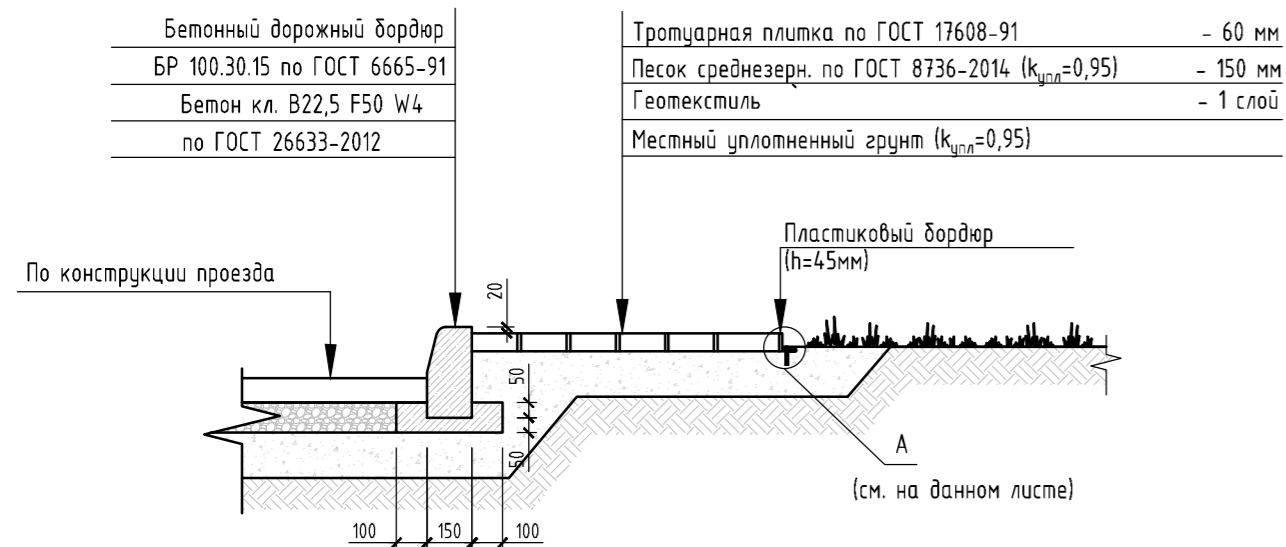 Бетонный дорожный бордюр
БР 100.30.15 по ГОСТ 6665-91
Бетон кл. В22,5 F50 W4
по ГОСТ 26633-2012
Тротуарная плитка по ГОСТ 17608-91 - 60 мм
Песок среднезерн. по ГОСТ 8736-2014 (kупл=0,95) - 150 мм
Геотекстиль - 1 слой
Местный уплотненный грунт (kупл=0,95)
Пластиковый бордюр
(h=45мм)
По конструкции проезда
20
50
50
А
(см. на данном листе)
100 150 100